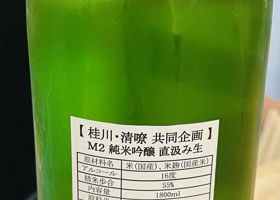 【 桂川・清嘹 共同企画 】
M2 純米吟醸 直汲み生
原材料名 米(国産)、米麹(国産米)
アルコール 16度
精米歩合 55%
内容量 1800ml